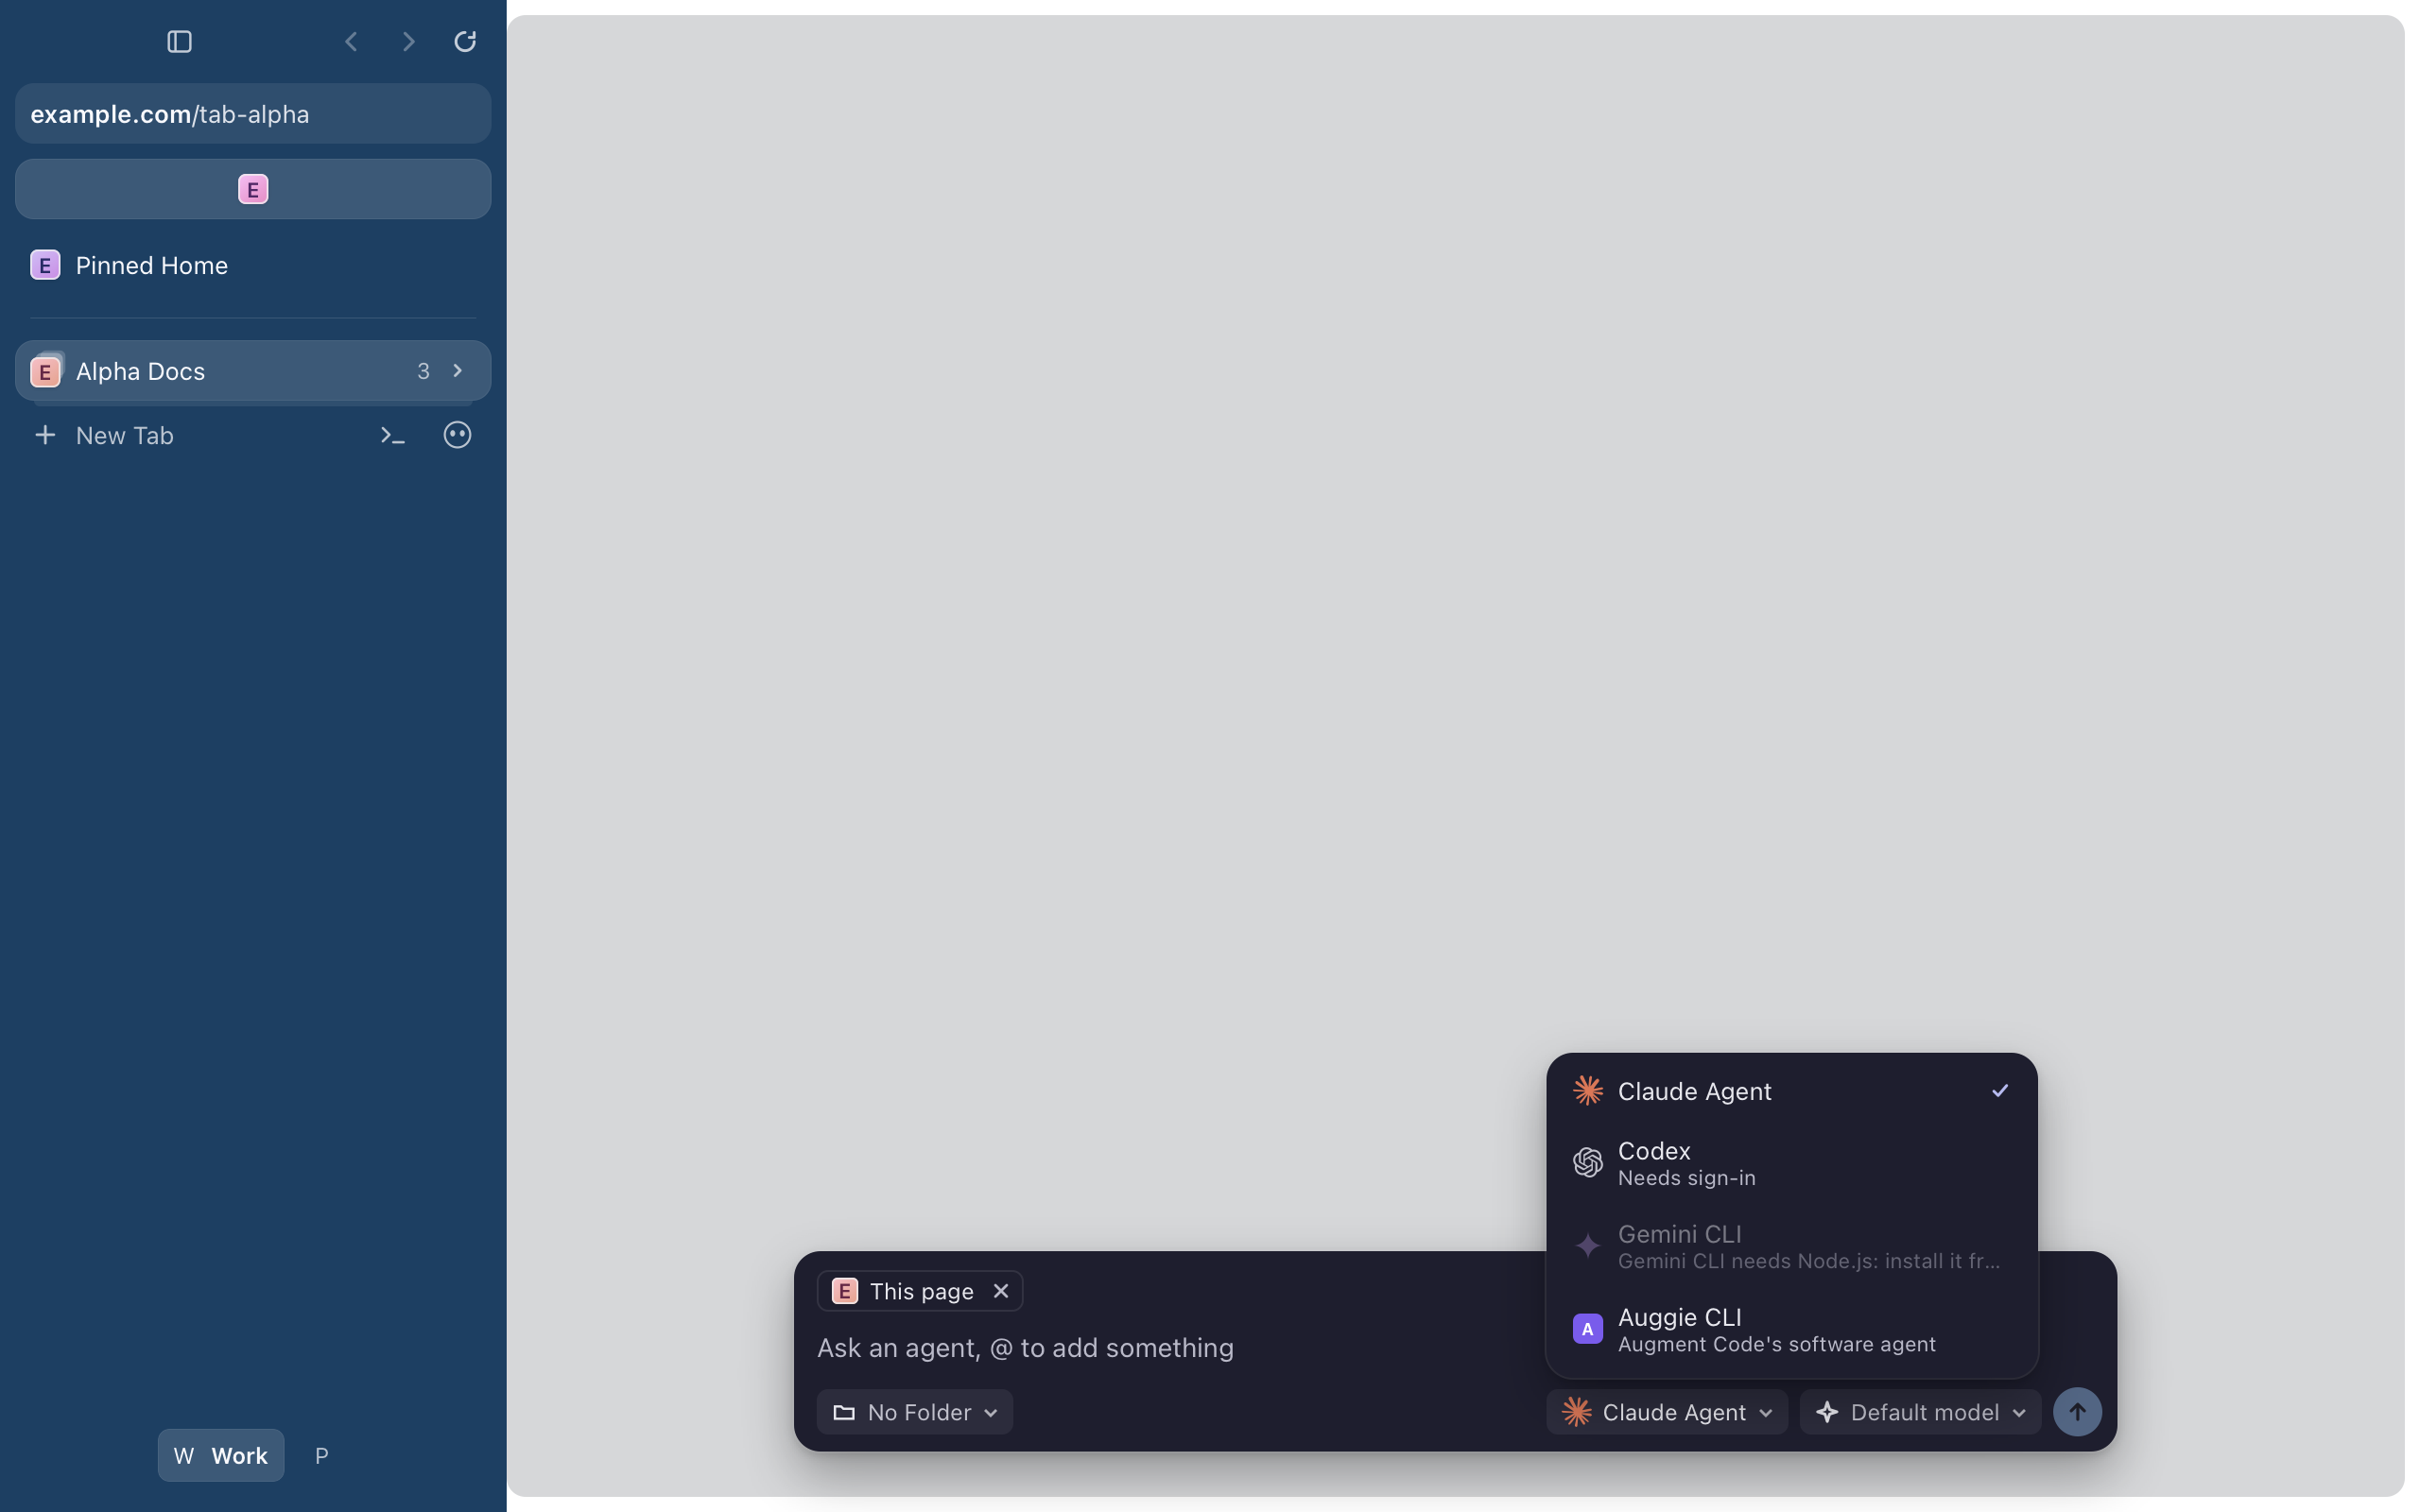 example.com/tab-alpha
E
E Pinned Home
E Alpha Docs 3
New Tab
Claude Agent
Codex
Needs sign-in
Gemini CLI
Gemini CLI needs Node.js: install it fr...
A Auggie CLI
Augment Code's software agent
E This page
Ask an agent, @ to add something
No Folder
Claude Agent
Default model
W Work P